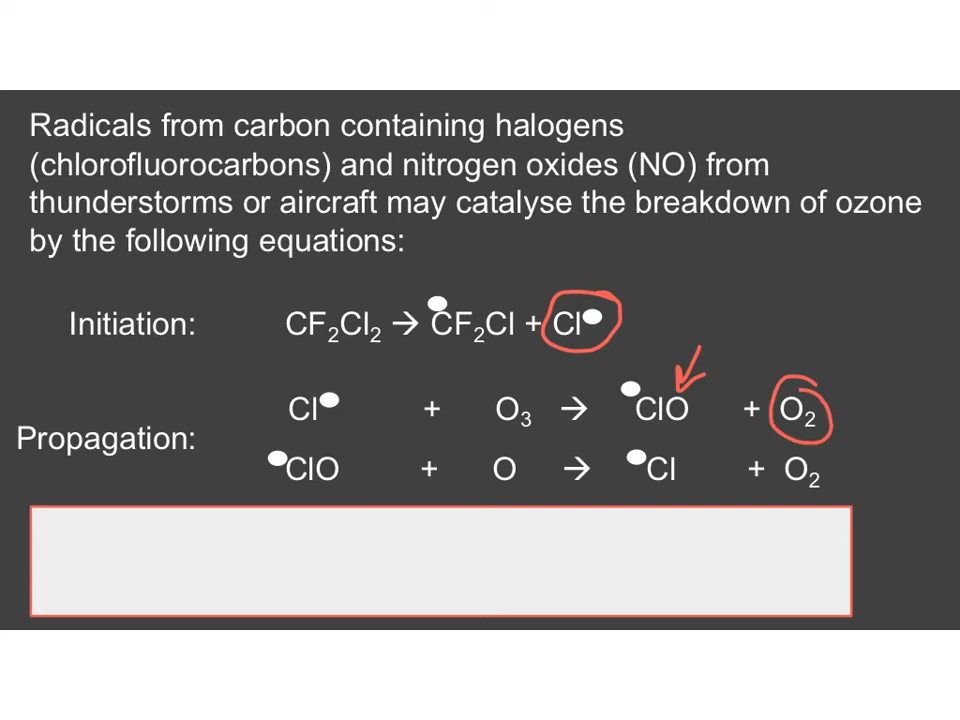 Radicals from carbon containing halogens
(chlorofluorocarbons) and nitrogen oxides (NO) from
thunderstorms or aircraft may catalyse the breakdown of ozone
by the following equations:
Initiation: CF₂Cl₂ → •CF₂Cl + Cl•
Cl• + O₃ → •ClO + O₂
Propagation:
•ClO + O → •Cl + O₂